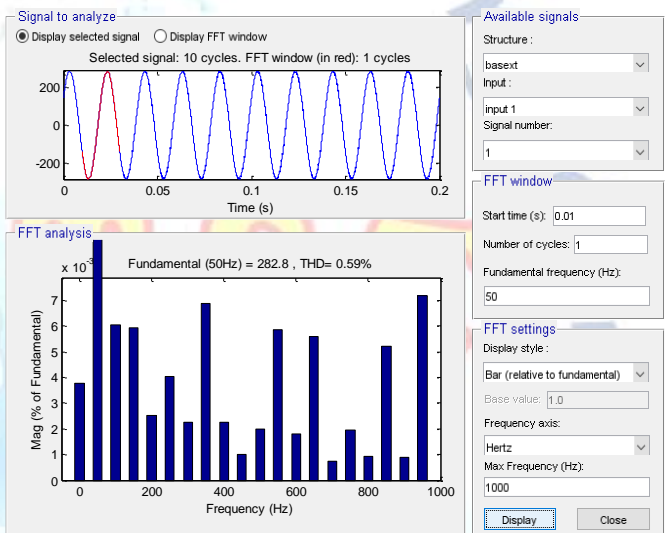 Signal to analyze
Display selected signal Display FFT window
Selected signal: 10 cycles. FFT window (in red): 1 cycles
200
0
-200
0 0.05 0.1 0.15 0.2
Time (s)
FFT analysis
x 10^-3
Fundamental (50Hz) = 282.8 , THD= 0.59%
Mag (% of Fundamental)
7
6
5
4
3
2
1
0
0 200 400 600 800 1000
Frequency (Hz)
Available signals
Structure :
basext
Input :
input 1
Signal number:
1
FFT window
Start time (s): 0.01
Number of cycles: 1
Fundamental frequency (Hz):
50
FFT settings
Display style :
Bar (relative to fundamental)
Base value: 1.0
Frequency axis:
Hertz
Max Frequency (Hz):
1000
Display Close